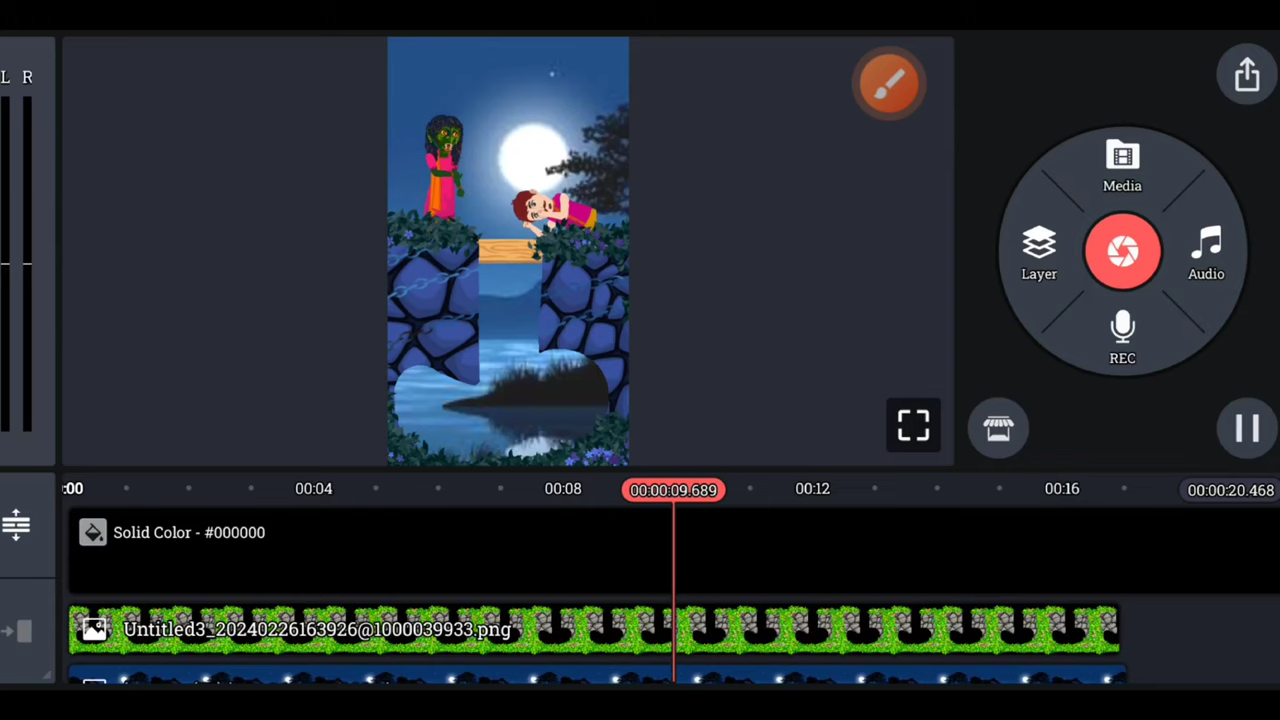 L R
Media
Layer
Audio
REC
:00
00:04
00:08
00:00:09.689
00:12
00:16
00:00:20.468
Solid Color - #000000
Untitled3_20240226163926@1000039933.png